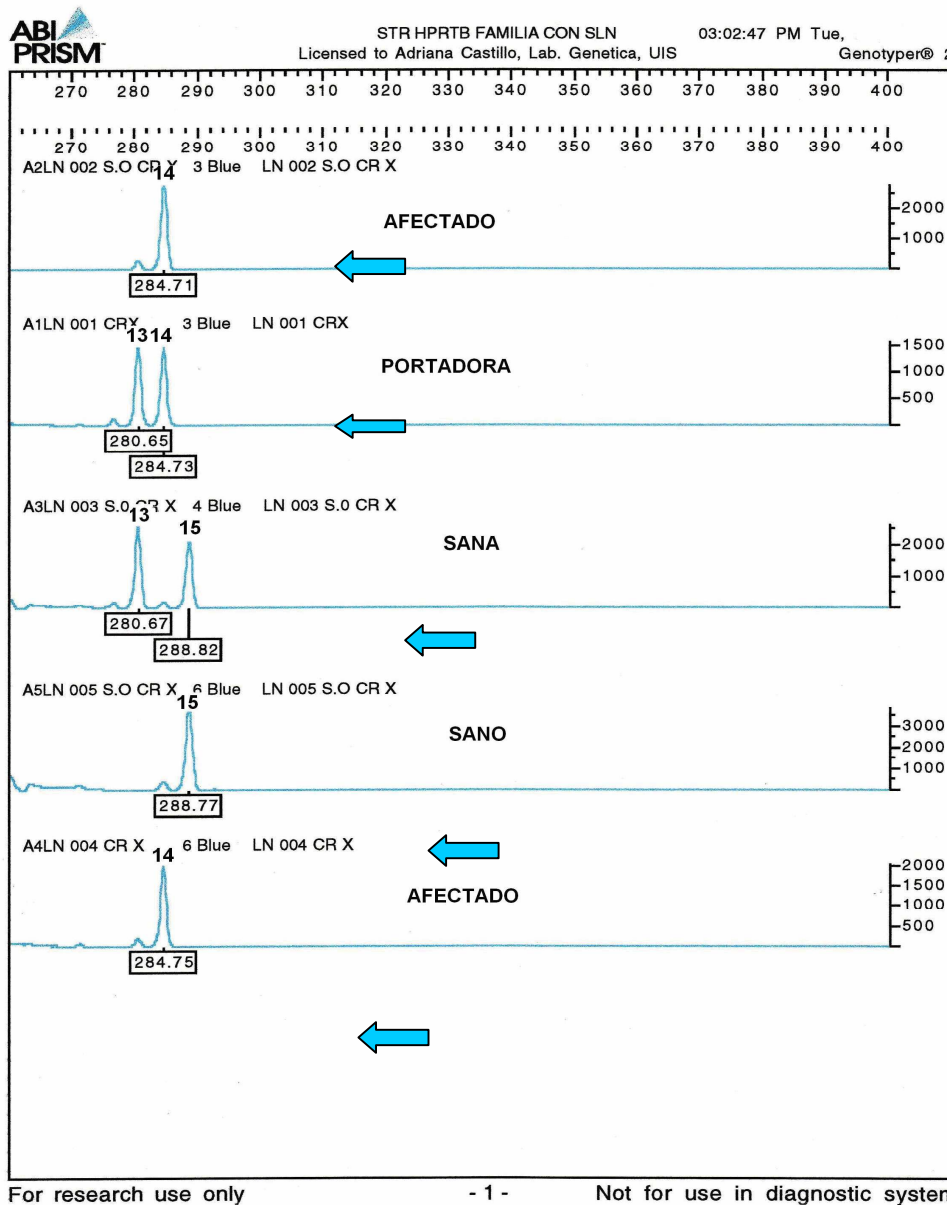 ABI
PRISM™
STR HPRTB FAMILIA CON SLN 03:02:47 PM Tue,
Licensed to Adriana Castillo, Lab. Genetica, UIS Genotyper® 2
270 280 290 300 310 320 330 340 350 360 370 380 390 400
270 280 290 300 310 320 330 340 350 360 370 380 390 400
A2LN 002 S.O CR X 3 Blue LN 002 S.O CR X
14
2000
AFECTADO
1000
284.71
A1LN 001 CRX 3 Blue LN 001 CRX
13 14
1500
PORTADORA
1000
500
280.65
284.73
A3LN 003 S.0 CR X 4 Blue LN 003 S.0 CR X
13 15
SANA
2000
1000
280.67
288.82
A5LN 005 S.O CR X 6 Blue LN 005 S.O CR X
15
3000
SANO
2000
1000
288.77
A4LN 004 CR X 6 Blue LN 004 CR X
14
2000
1500
AFECTADO
1000
500
284.75
For research use only - 1 - Not for use in diagnostic system